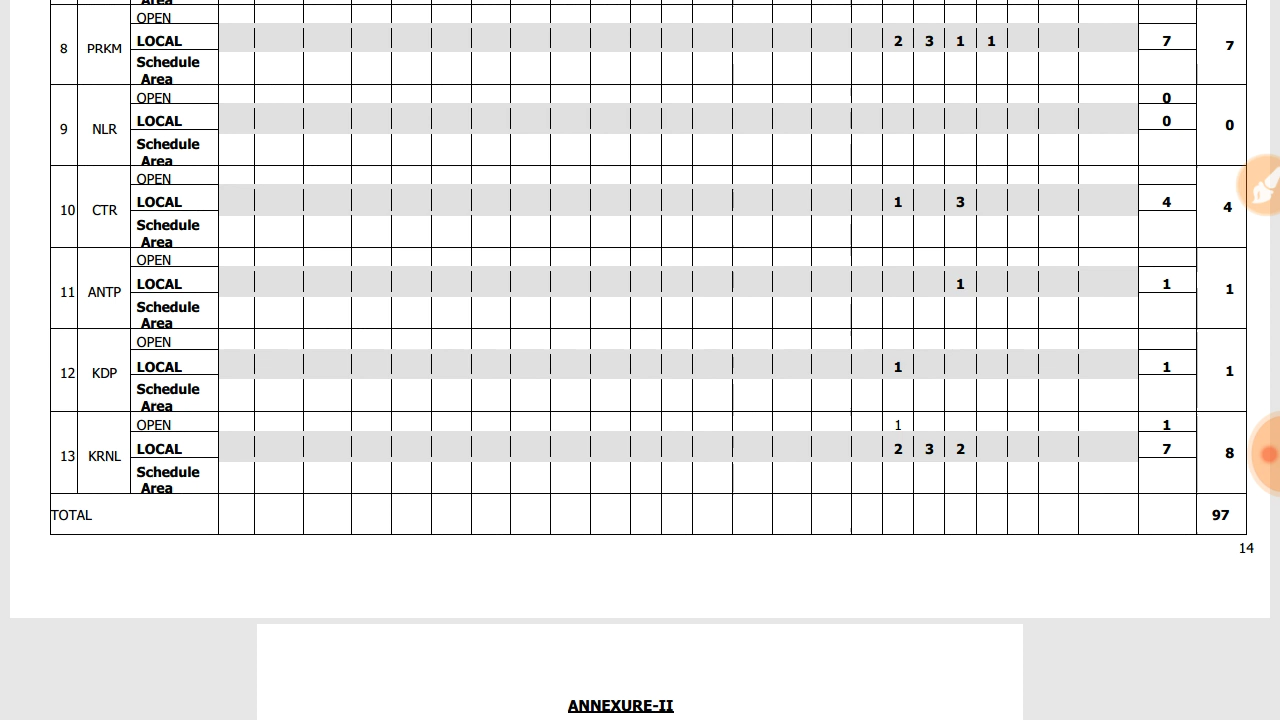 Area
OPEN
8 PRKM LOCAL 2 3 1 1 7 7
Schedule
Area
OPEN 0
9 NLR LOCAL 0 0
Schedule
Area
OPEN
10 CTR LOCAL 1 3 4 4
Schedule
Area
OPEN
11 ANTP LOCAL 1 1 1
Schedule
Area
OPEN
12 KDP LOCAL 1 1 1
Schedule
Area
OPEN 1 1
13 KRNL LOCAL 2 3 2 7 8
Schedule
Area
TOTAL 97
14
ANNEXURE-II